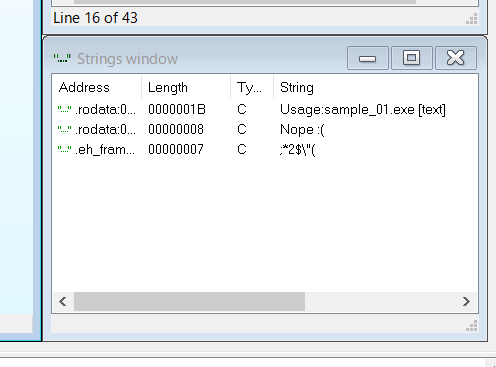 Line 16 of 43
Strings window
Address Length Ty... String
.rodata:0... 0000001B C Usage:sample_01.exe [text]
.rodata:0... 00000008 C Nope :(
.eh_fram... 00000007 C ;*2$\"(